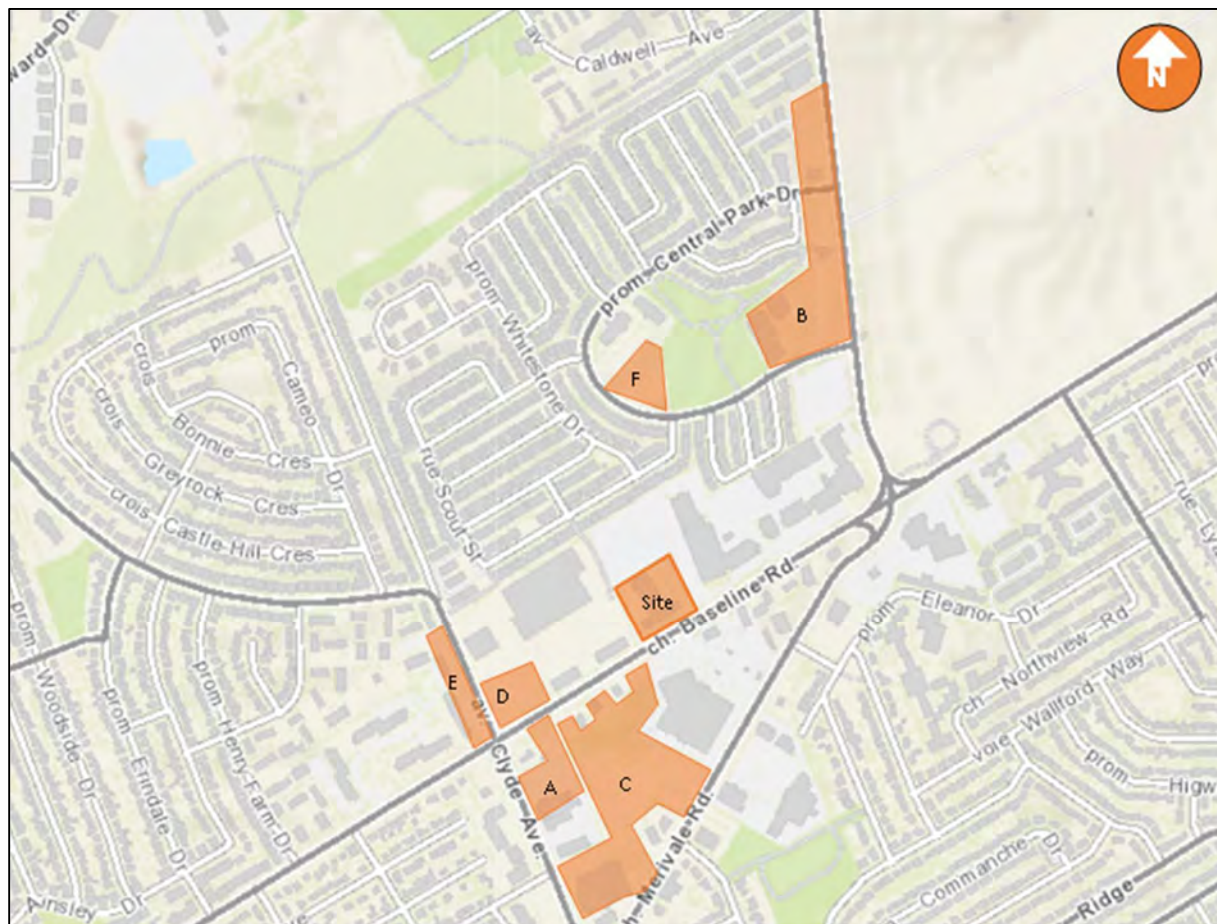 ward Dr
av
Caldwell Ave
N
prom. Central Park Dr
B
prom Whitestone Dr
F
crois
prom
Cameo
Dr
crois
Bonnie Cres
Greyrock Cres
crois Castle Hill Cres
rue Scout St
prom Woodside Dr
prom Erindale Dr
prom Henry Farm Dr
Site
ch. Baseline Rd
prom Eleanor Dr
ch Northview Rd
voie Wallford Way
prom Higw
E
D
av
Clyde Ave.
A
C
ch Merivale Rd.
Commanche Dr
Ridge
Ainsley Dr